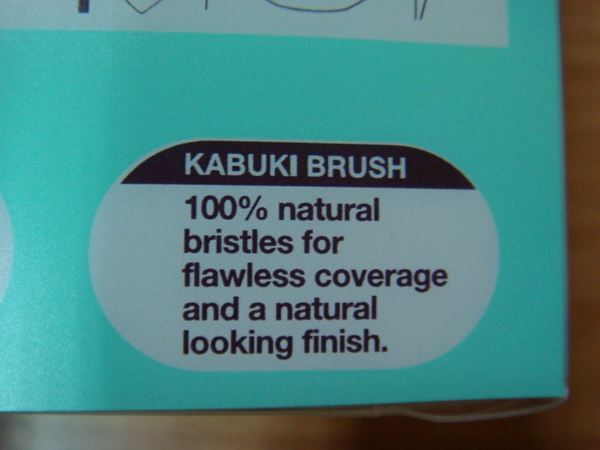 KABUKI BRUSH
100% natural
bristles for
flawless coverage
and a natural
looking finish.